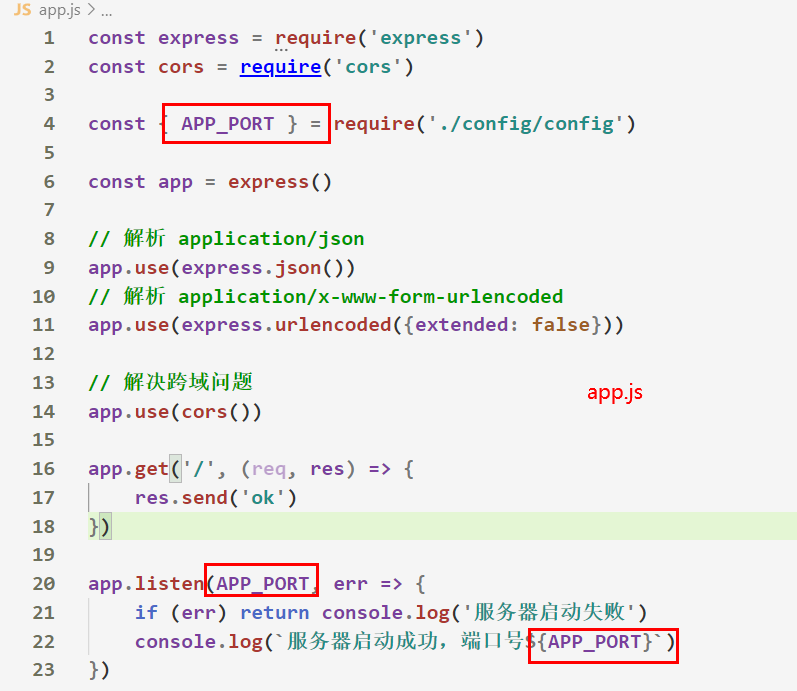 JS app.js > ...
1 const express = require('express')
2 const cors = require('cors')
3
4 const { APP_PORT } = require('./config/config')
5
6 const app = express()
7
8 // 解析 application/json
9 app.use(express.json())
10 // 解析 application/x-www-form-urlencoded
11 app.use(express.urlencoded({extended: false}))
12
13 // 解决跨域问题
app.js
14 app.use(cors())
15
16 app.get('/', (req, res) => {
17     res.send('ok')
18 })
19
20 app.listen(APP_PORT, err => {
21     if (err) return console.log('服务器启动失败')
22     console.log(`服务器启动成功，端口号${APP_PORT}`)
23 })